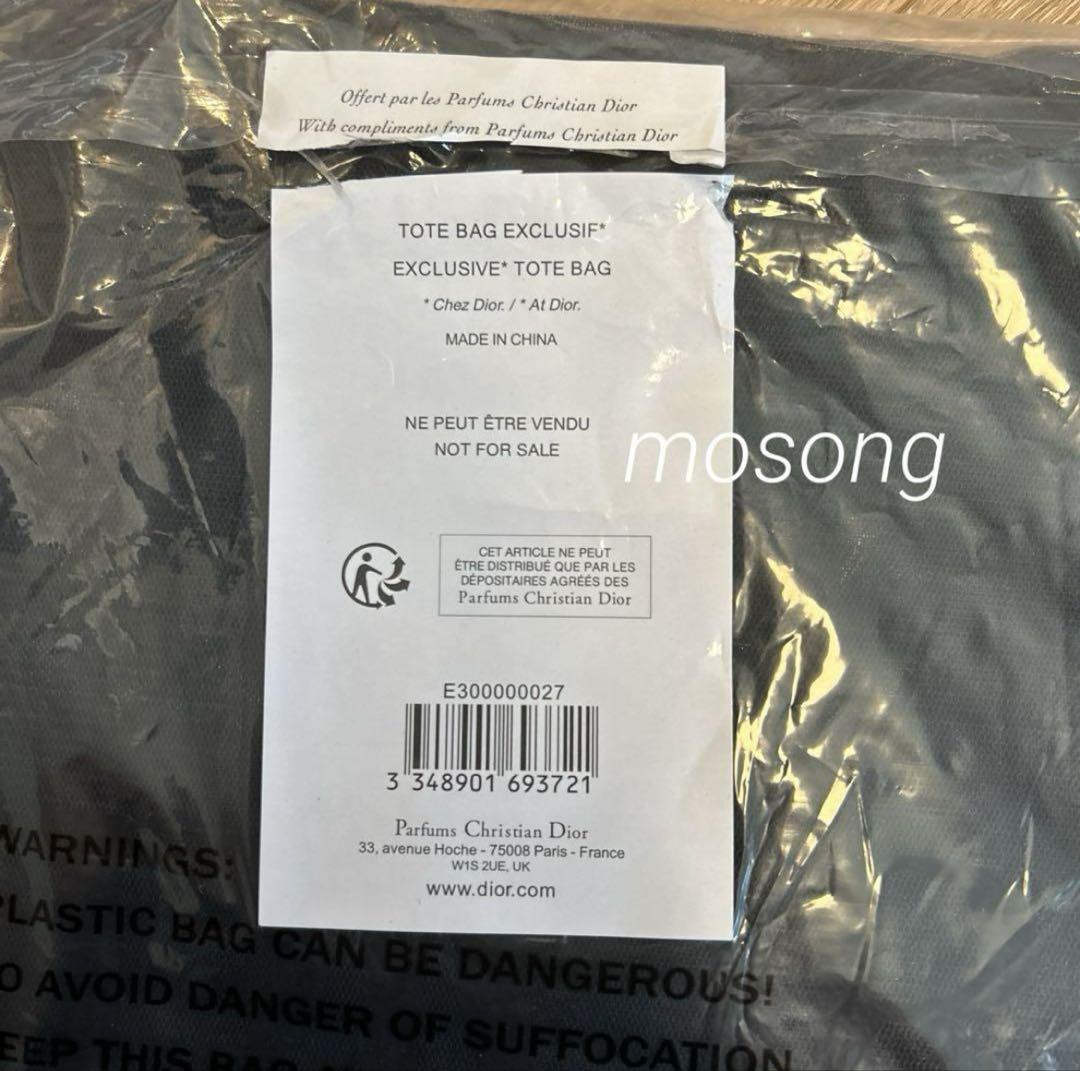 Offert par les Parfums Christian Dior
With compliments from Parfums Christian Dior
TOTE BAG EXCLUSIF*
EXCLUSIVE* TOTE BAG
* Chez Dior. / * At Dior.
MADE IN CHINA
NE PEUT ÊTRE VENDU
NOT FOR SALE
mosong
CET ARTICLE NE PEUT
ÊTRE DISTRIBUÉ QUE PAR LES
DÉPOSITAIRES AGRÉÉS DES
Parfums Christian Dior
E300000027
3 348901 693721
Parfums Christian Dior
33, avenue Hoche - 75008 Paris - France
W1S 2UE, UK
www.dior.com
WARNINGS:
PLASTIC BAG CAN BE DANGEROUS!
O AVOID DANGER OF SUFFOCATION
EEP THIS